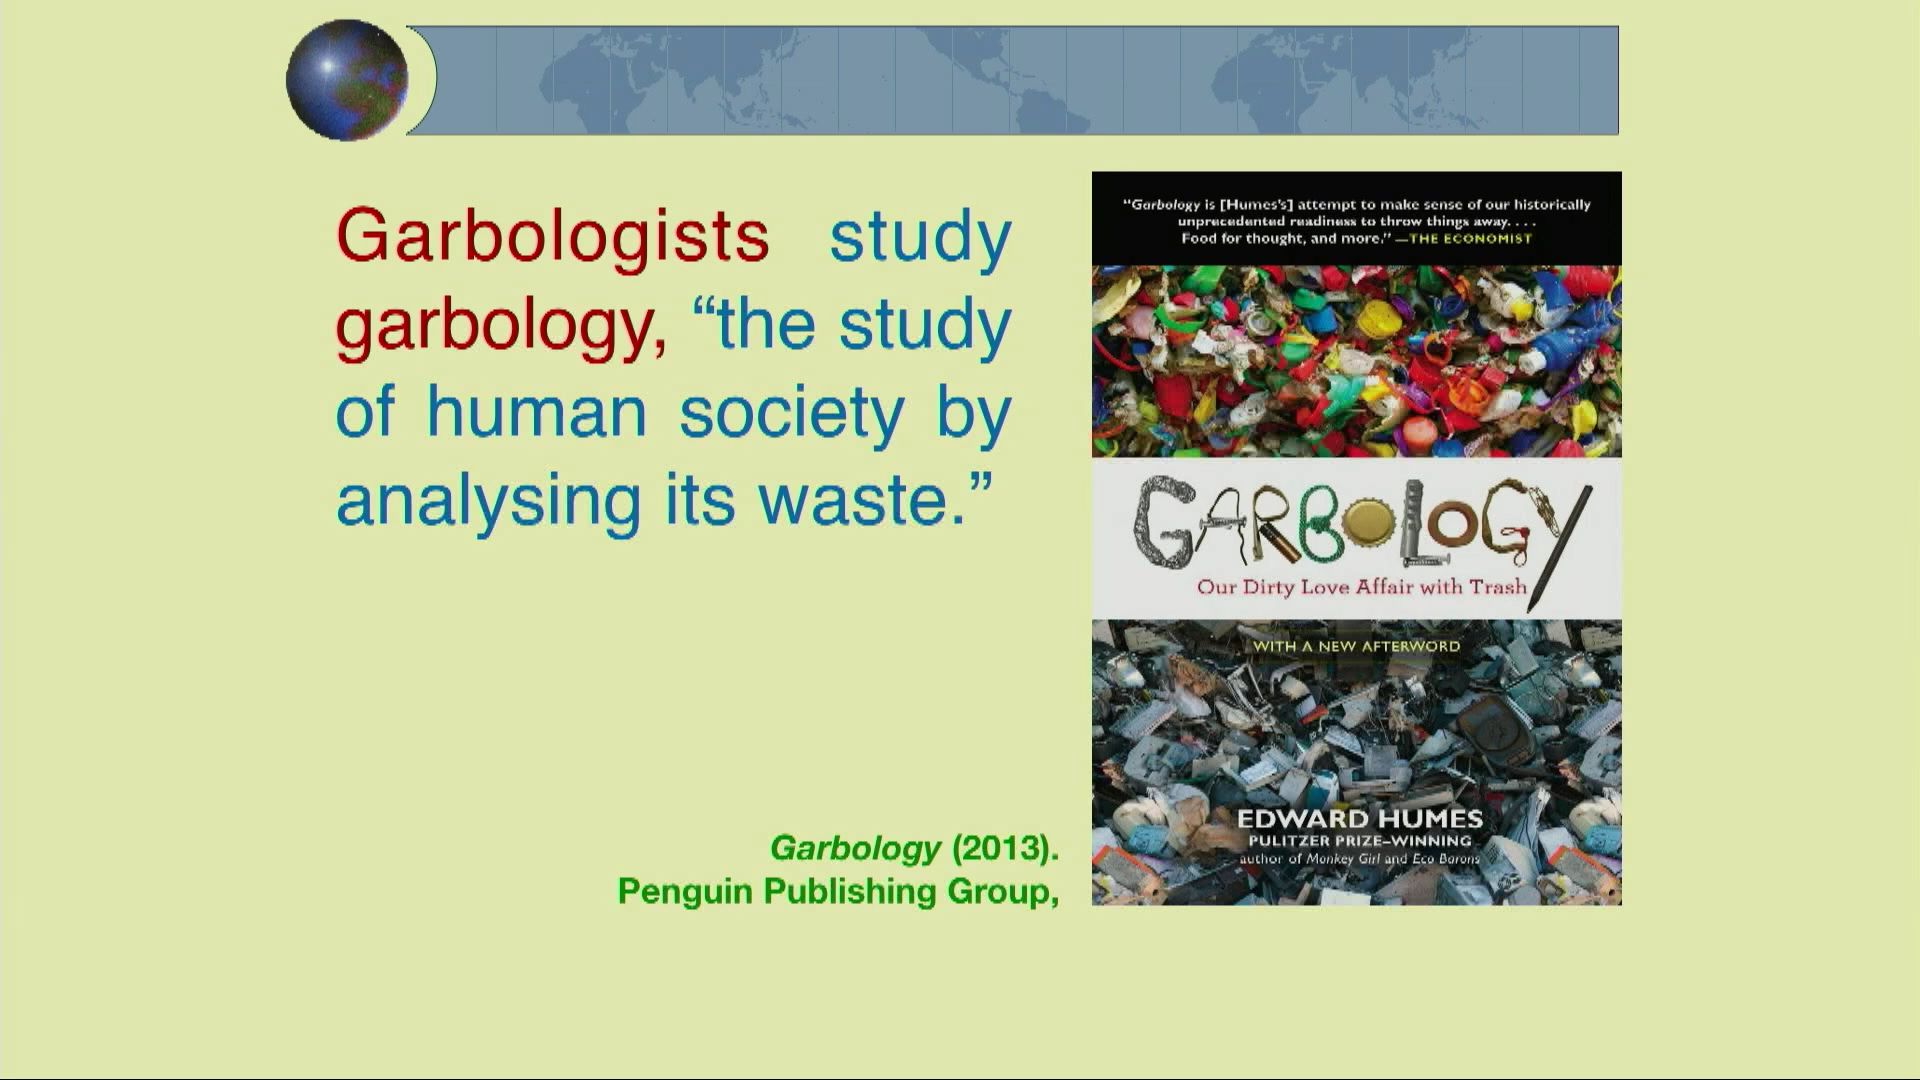 Garbologists study
garbology, “the study
of human society by
analysing its waste.”
Garbology (2013).
Penguin Publishing Group,
“Garbology is [Humes’s] attempt to make sense of our historically
unprecedented readiness to throw things away. . . .
Food for thought, and more.” —THE ECONOMIST
GARBOLOGY
Our Dirty Love Affair with Trash
WITH A NEW AFTERWORD
EDWARD HUMES
PULITZER PRIZE–WINNING
author of Monkey Girl and Eco Barons